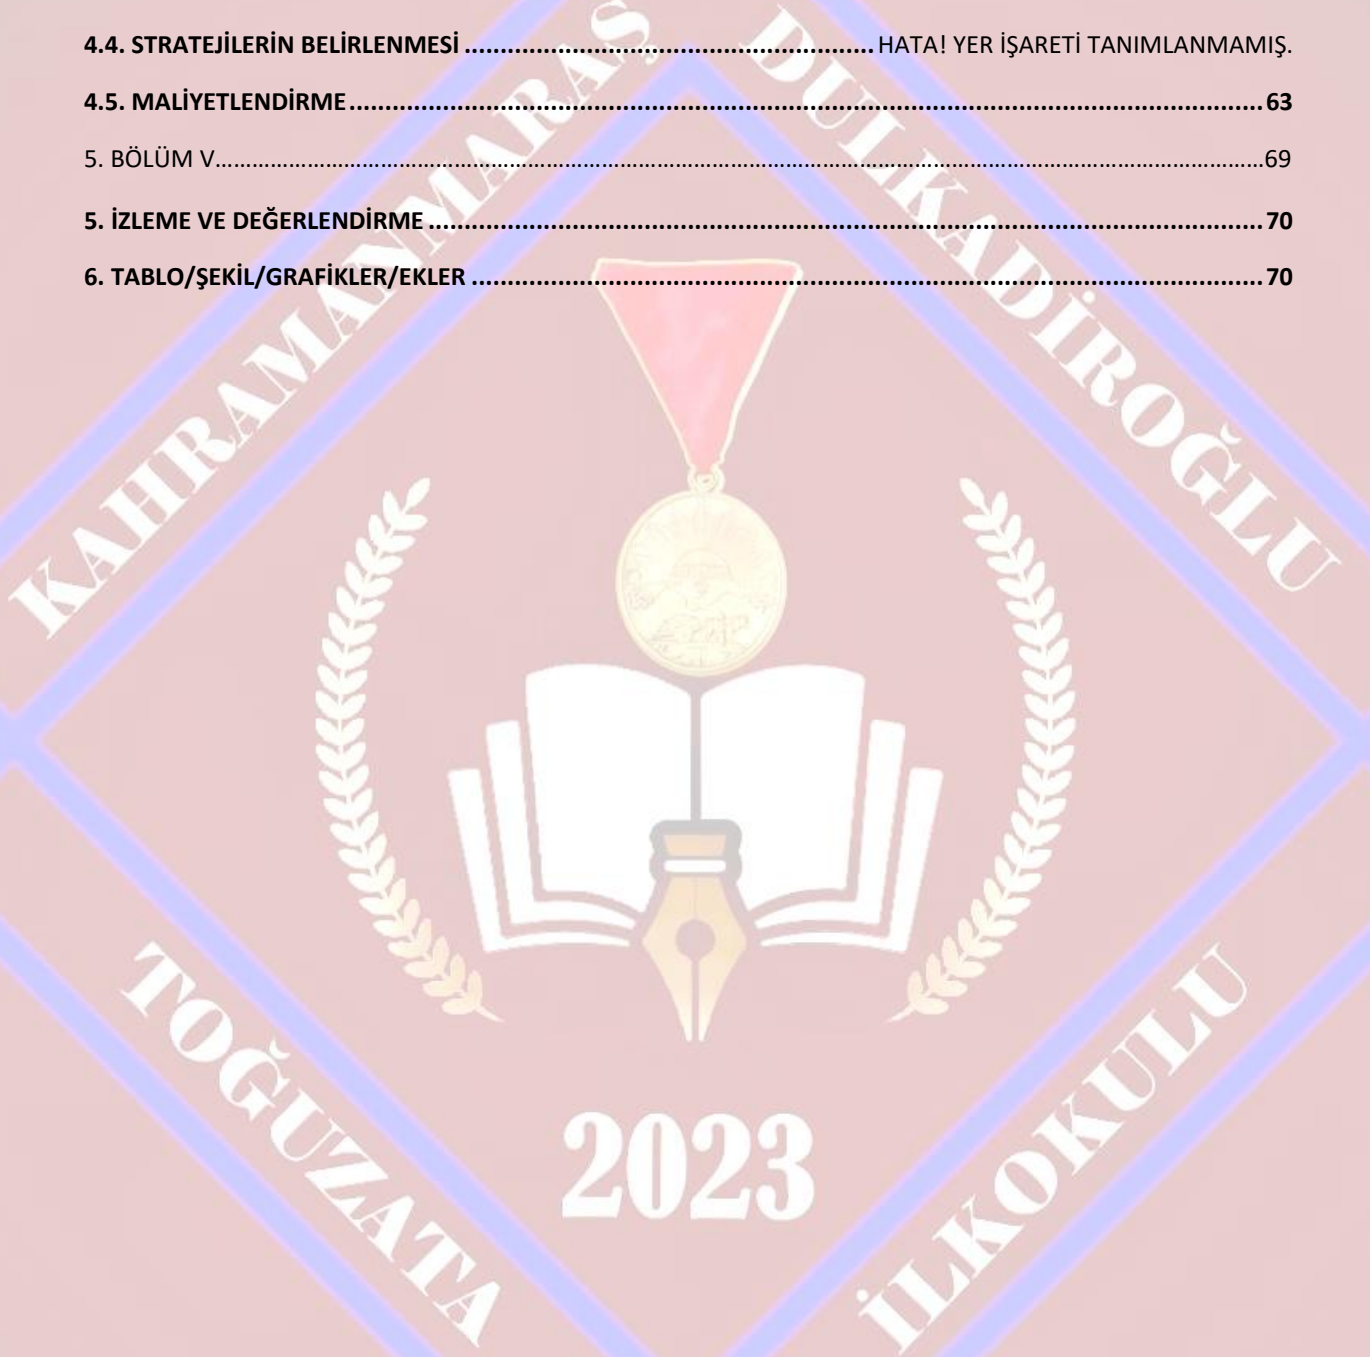 4.4. STRATEJİLERİN BELİRLENMESİ ........................................................ HATA! YER İŞARETİ TANIMLANMAMIŞ.
4.5. MALİYETLENDİRME ........................................................ 63
5. BÖLÜM V ........................................................ 69
5. İZLEME VE DEĞERLENDİRME ........................................................ 70
6. TABLO/ŞEKİL/GRAFİKLER/EKLER ........................................................ 70
KAHRAMANMARAŞ
DULKADİROĞLU
TOĞUZATA
İLKOKULU
2023